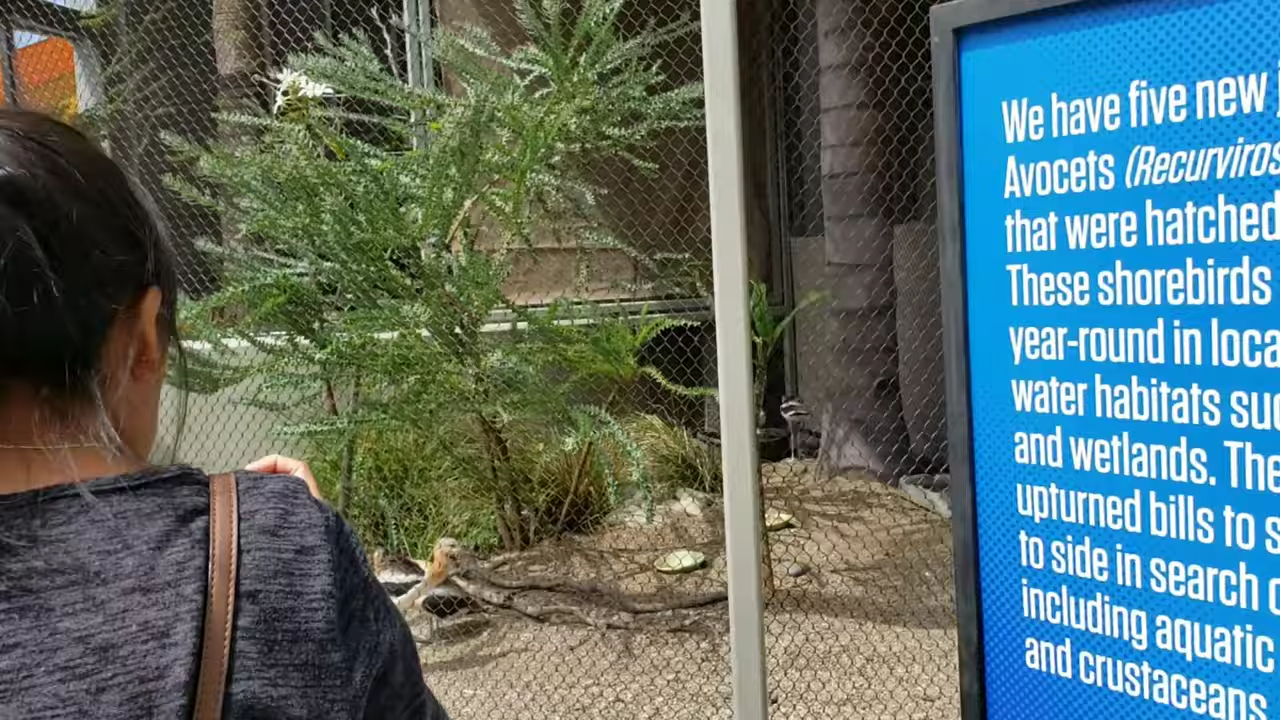 We have five new
Avocets (Recurviros
that were hatched
These shorebirds
year-round in loca
water habitats suc
and wetlands. The
upturned bills to s
to side in search o
including aquatic
and crustaceans